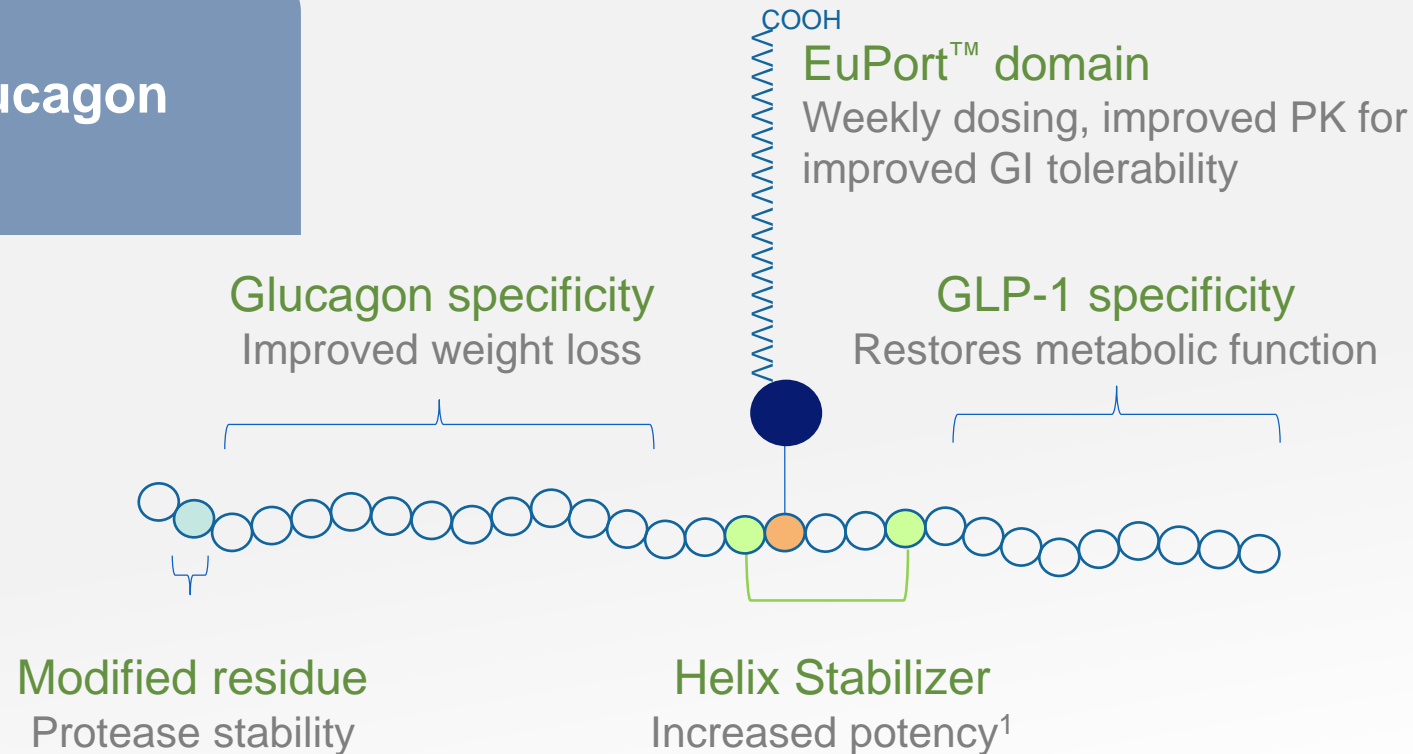 COOH
EuPort™ domain
ucagon
Weekly dosing, improved PK for
improved GI tolerability
Glucagon specificity
Improved weight loss
GLP-1 specificity
Restores metabolic function
Modified residue
Protease stability
Helix Stabilizer
Increased potency¹